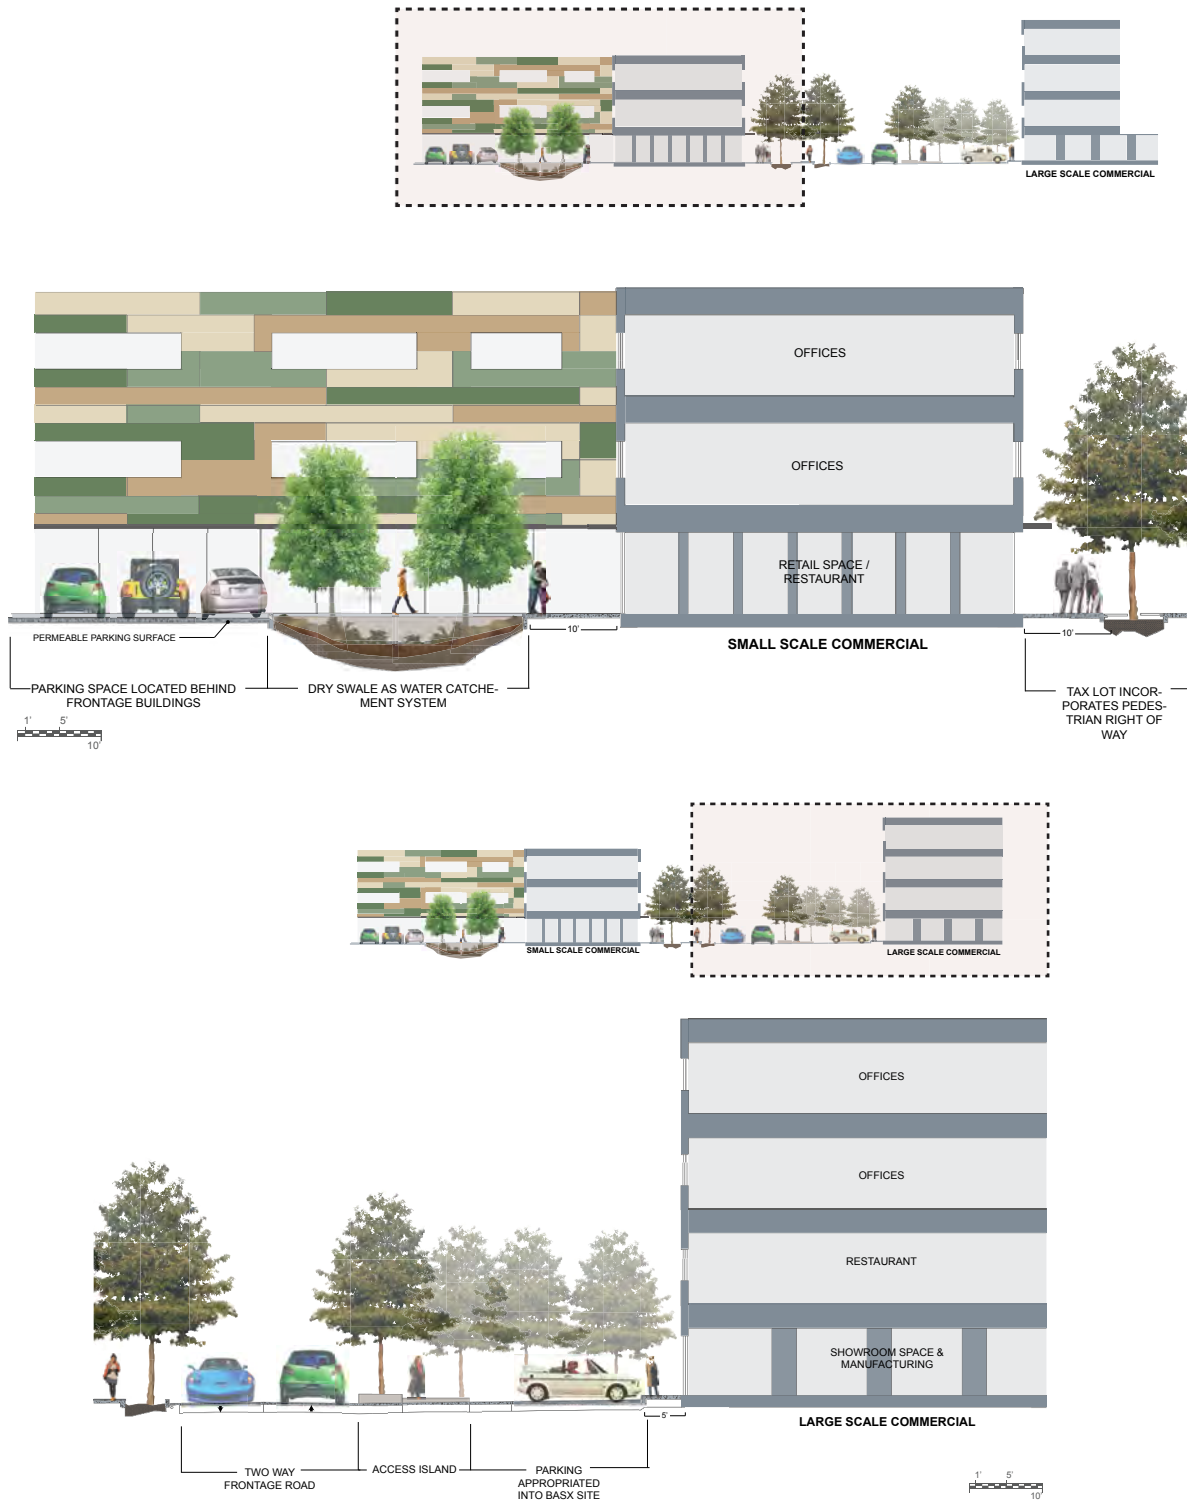 LARGE SCALE COMMERCIAL
OFFICES
OFFICES
RETAIL SPACE /
RESTAURANT
PERMEABLE PARKING SURFACE
10'
10'
SMALL SCALE COMMERCIAL
PARKING SPACE LOCATED BEHIND
FRONTAGE BUILDINGS
DRY SWALE AS WATER CATCHE-
MENT SYSTEM
TAX LOT INCOR-
PORATES PEDES-
TRIAN RIGHT OF
WAY
1' 5'
10'
SMALL SCALE COMMERCIAL
LARGE SCALE COMMERCIAL
OFFICES
OFFICES
RESTAURANT
SHOWROOM SPACE &
MANUFACTURING
5'
LARGE SCALE COMMERCIAL
TWO WAY
FRONTAGE ROAD
ACCESS ISLAND
PARKING
APPROPRIATED
INTO BASX SITE
1' 5'
10'